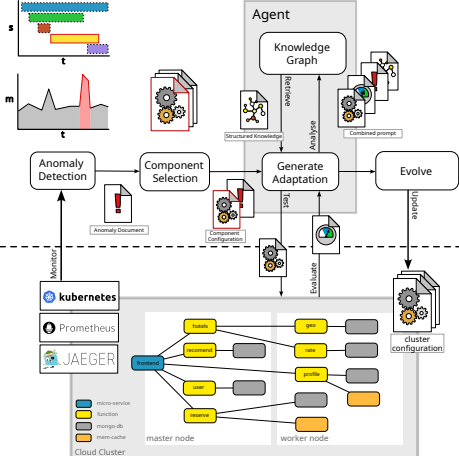 s
t
m
t
Agent
Knowledge
Graph
Retrieve
Analyse
Structured Knowledge
Combined prompt
Anomaly
Detection
Component
Selection
Generate
Adaptation
Evolve
Anomaly Document
Component
Configuration
Test
Evaluate
Update
Monitor
kubernetes
Prometheus
JAEGER
cluster
configuration
hotels
geo
recomend
rate
frontend
profile
user
reserve
micro-service
function
mongo-db
mem-cache
master node
worker node
Cloud Cluster